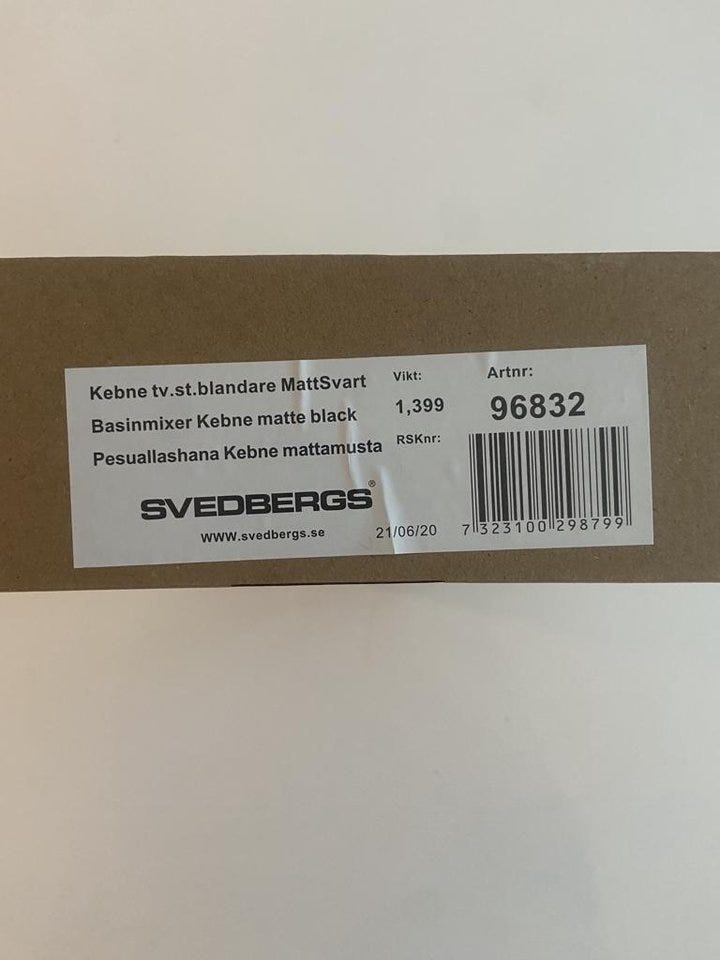 Kebne tv.st.blandare MattSvart
Basinmixer Kebne matte black
Pesuallashana Kebne mattamusta
SVEDBERGS®
www.svedbergs.se
21/06/20
Vikt:
1,399
RSKnr:
Artnr:
96832
7 323100 298799